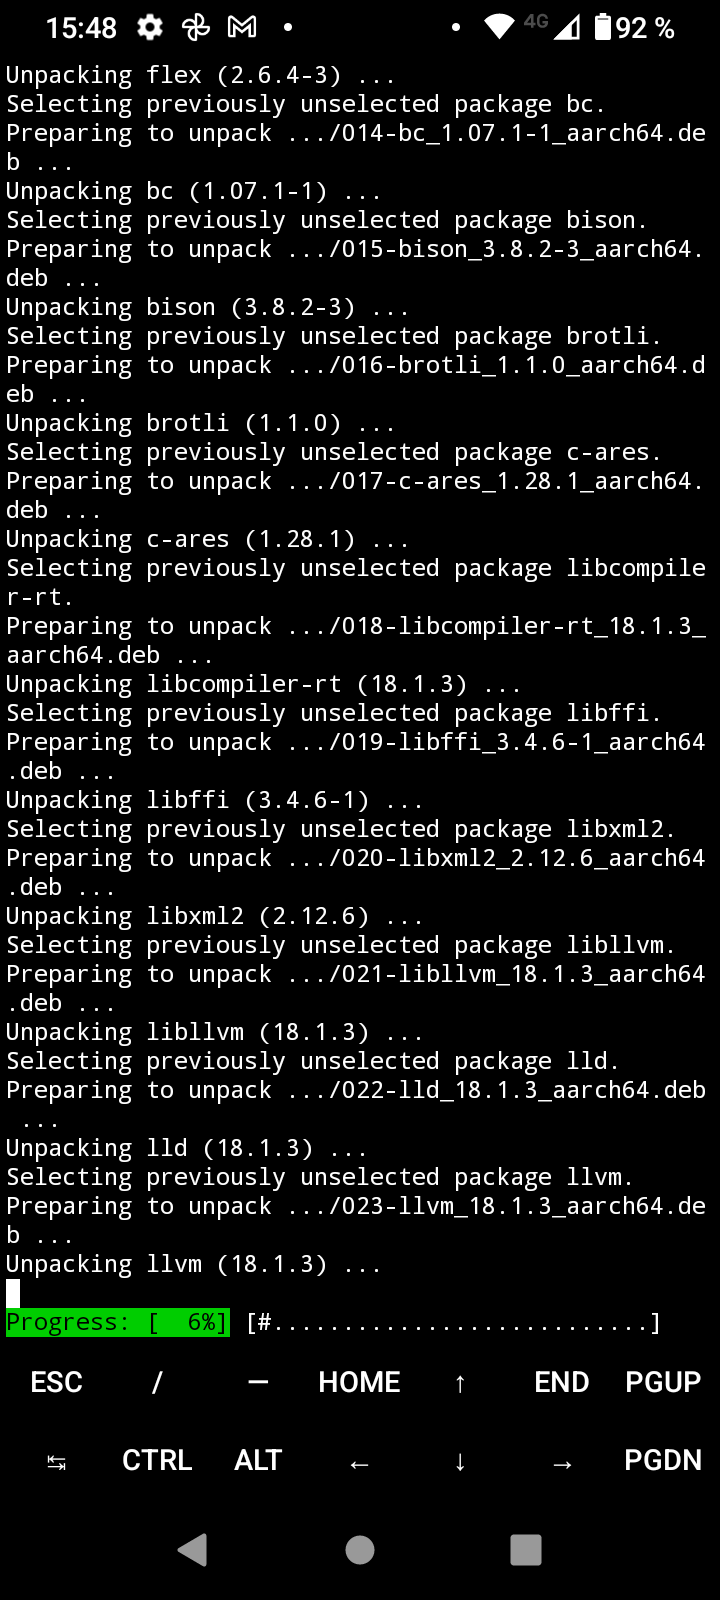 15:48 4G 92 %
Unpacking flex (2.6.4-3) ...
Selecting previously unselected package bc.
Preparing to unpack .../014-bc_1.07.1-1_aarch64.de
b ...
Unpacking bc (1.07.1-1) ...
Selecting previously unselected package bison.
Preparing to unpack .../015-bison_3.8.2-3_aarch64.
deb ...
Unpacking bison (3.8.2-3) ...
Selecting previously unselected package brotli.
Preparing to unpack .../016-brotli_1.1.0_aarch64.d
eb ...
Unpacking brotli (1.1.0) ...
Selecting previously unselected package c-ares.
Preparing to unpack .../017-c-ares_1.28.1_aarch64.
deb ...
Unpacking c-ares (1.28.1) ...
Selecting previously unselected package libcompile
r-rt.
Preparing to unpack .../018-libcompiler-rt_18.1.3_
aarch64.deb ...
Unpacking libcompiler-rt (18.1.3) ...
Selecting previously unselected package libffi.
Preparing to unpack .../019-libffi_3.4.6-1_aarch64
.deb ...
Unpacking libffi (3.4.6-1) ...
Selecting previously unselected package libxml2.
Preparing to unpack .../020-libxml2_2.12.6_aarch64
.deb ...
Unpacking libxml2 (2.12.6) ...
Selecting previously unselected package libllvm.
Preparing to unpack .../021-libllvm_18.1.3_aarch64
.deb ...
Unpacking libllvm (18.1.3) ...
Selecting previously unselected package lld.
Preparing to unpack .../022-lld_18.1.3_aarch64.deb
 ...
Unpacking lld (18.1.3) ...
Selecting previously unselected package llvm.
Preparing to unpack .../023-llvm_18.1.3_aarch64.de
b ...
Unpacking llvm (18.1.3) ...
Progress: [  6%] [#...........................]
ESC / — HOME ↑ END PGUP
↹ CTRL ALT ← ↓ → PGDN